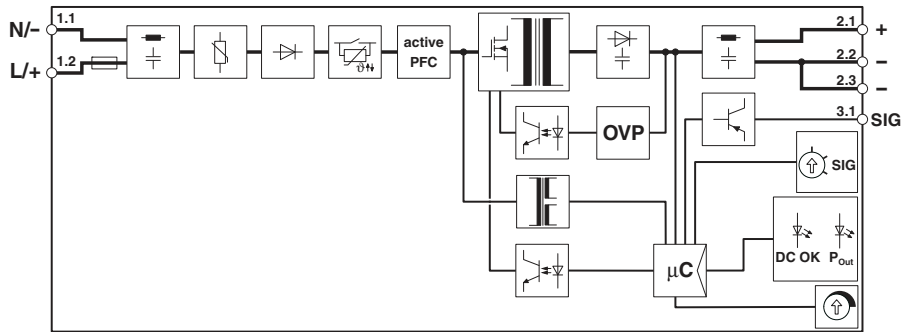 N/–
1.1
L/+
1.2
active
PFC
2.1
+
2.2
–
2.3
–
3.1
SIG
OVP
SIG
ϑ
µC
DC OK
P Out